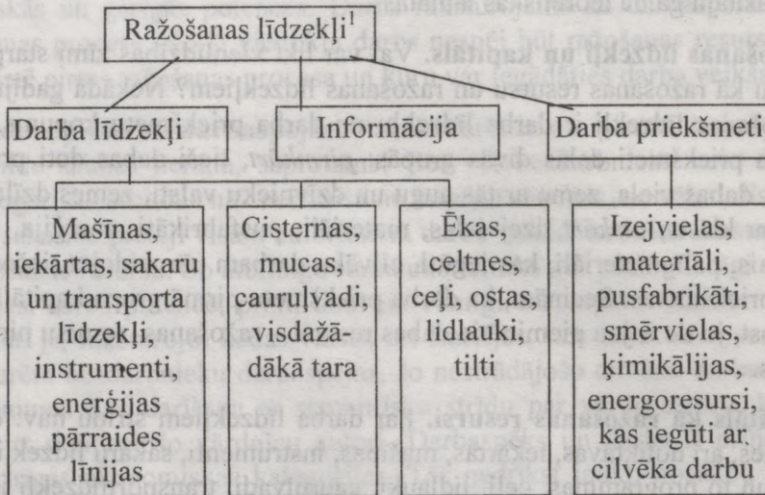 Ražošanas līdzekļi
Darba līdzekļi
Informācija
Darba priekšmeti
Mašīnas,
iekārtas, sakaru
un transporta
līdzekļi,
instrumenti,
enerģijas
pārraides
līnijas
Cisternas,
mucas,
cauruļvadi,
visdažā-
dākā tara
Ēkas,
celtnes,
ceļi, ostas,
lidlauki,
tilti
Izejvielas,
materiāli,
pusfabrikāti,
smērvielas,
ķimikālijas,
energoresursi,
kas iegūti ar
cilvēka darbu